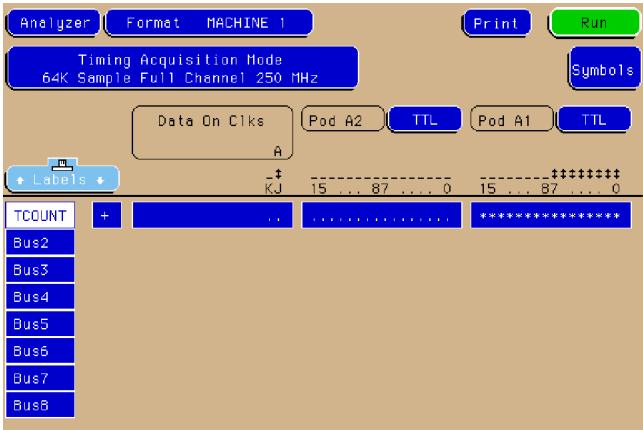 Analyzer Format MACHINE 1 Print Run
Timing Acquisition Mode
64K Sample Full Channel 250 MHz
Symbols
Data On Clks Pod A2 TTL Pod A1 TTL
A
Labels
KJ 15 ... 87 .... 0 15 ... 87 .... 0
TCOUNT + .. ................ ****************
Bus2
Bus3
Bus4
Bus5
Bus6
Bus7
Bus8